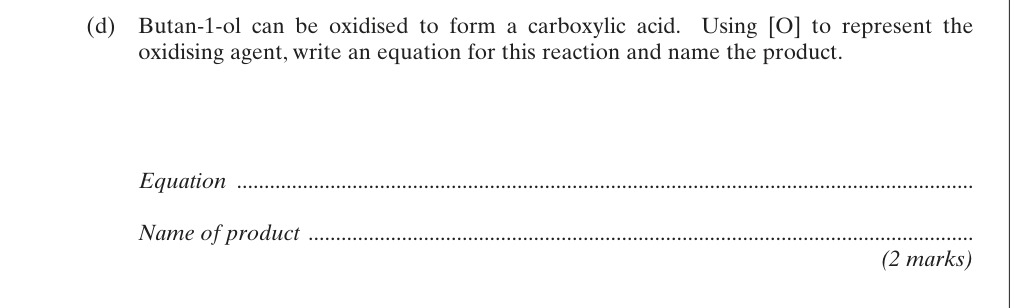 (d) Butan-1-ol can be oxidised to form a carboxylic acid. Using [O] to represent the
oxidising agent, write an equation for this reaction and name the product.
Equation ........................................................................................................................................
Name of product ..........................................................................................................................
(2 marks)